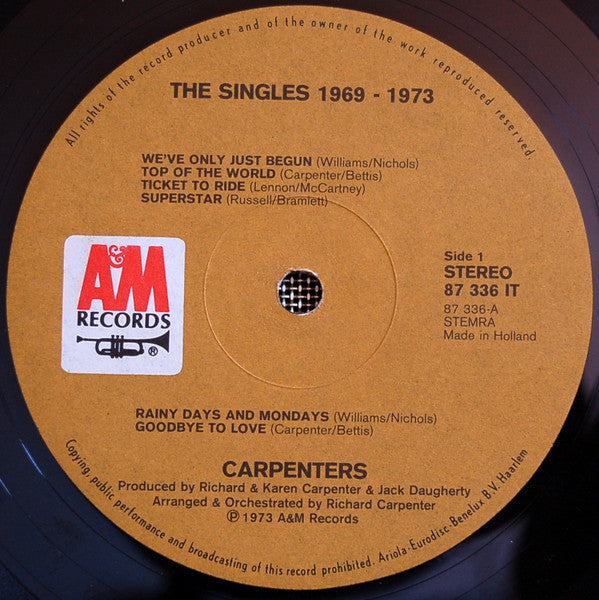 All rights of the record producer and of the owner of the work reproduced reserved.
THE SINGLES 1969 - 1973
WE'VE ONLY JUST BEGUN (Williams/Nichols)
TOP OF THE WORLD (Carpenter/Bettis)
TICKET TO RIDE (Lennon/McCartney)
SUPERSTAR (Russell/Bramlett)
A&M
RECORDS
®
Side 1
STEREO
87 336 IT
87 336-A
STEMRA
Made in Holland
RAINY DAYS AND MONDAYS (Williams/Nichols)
GOODBYE TO LOVE (Carpenter/Bettis)
CARPENTERS
Produced by Richard & Karen Carpenter & Jack Daugherty
Arranged & Orchestrated by Richard Carpenter
℗ 1973 A&M Records
Copying, public performance and broadcasting of this record prohibited. Ariola-Eurodisc-Benelux B.V. Haarlem